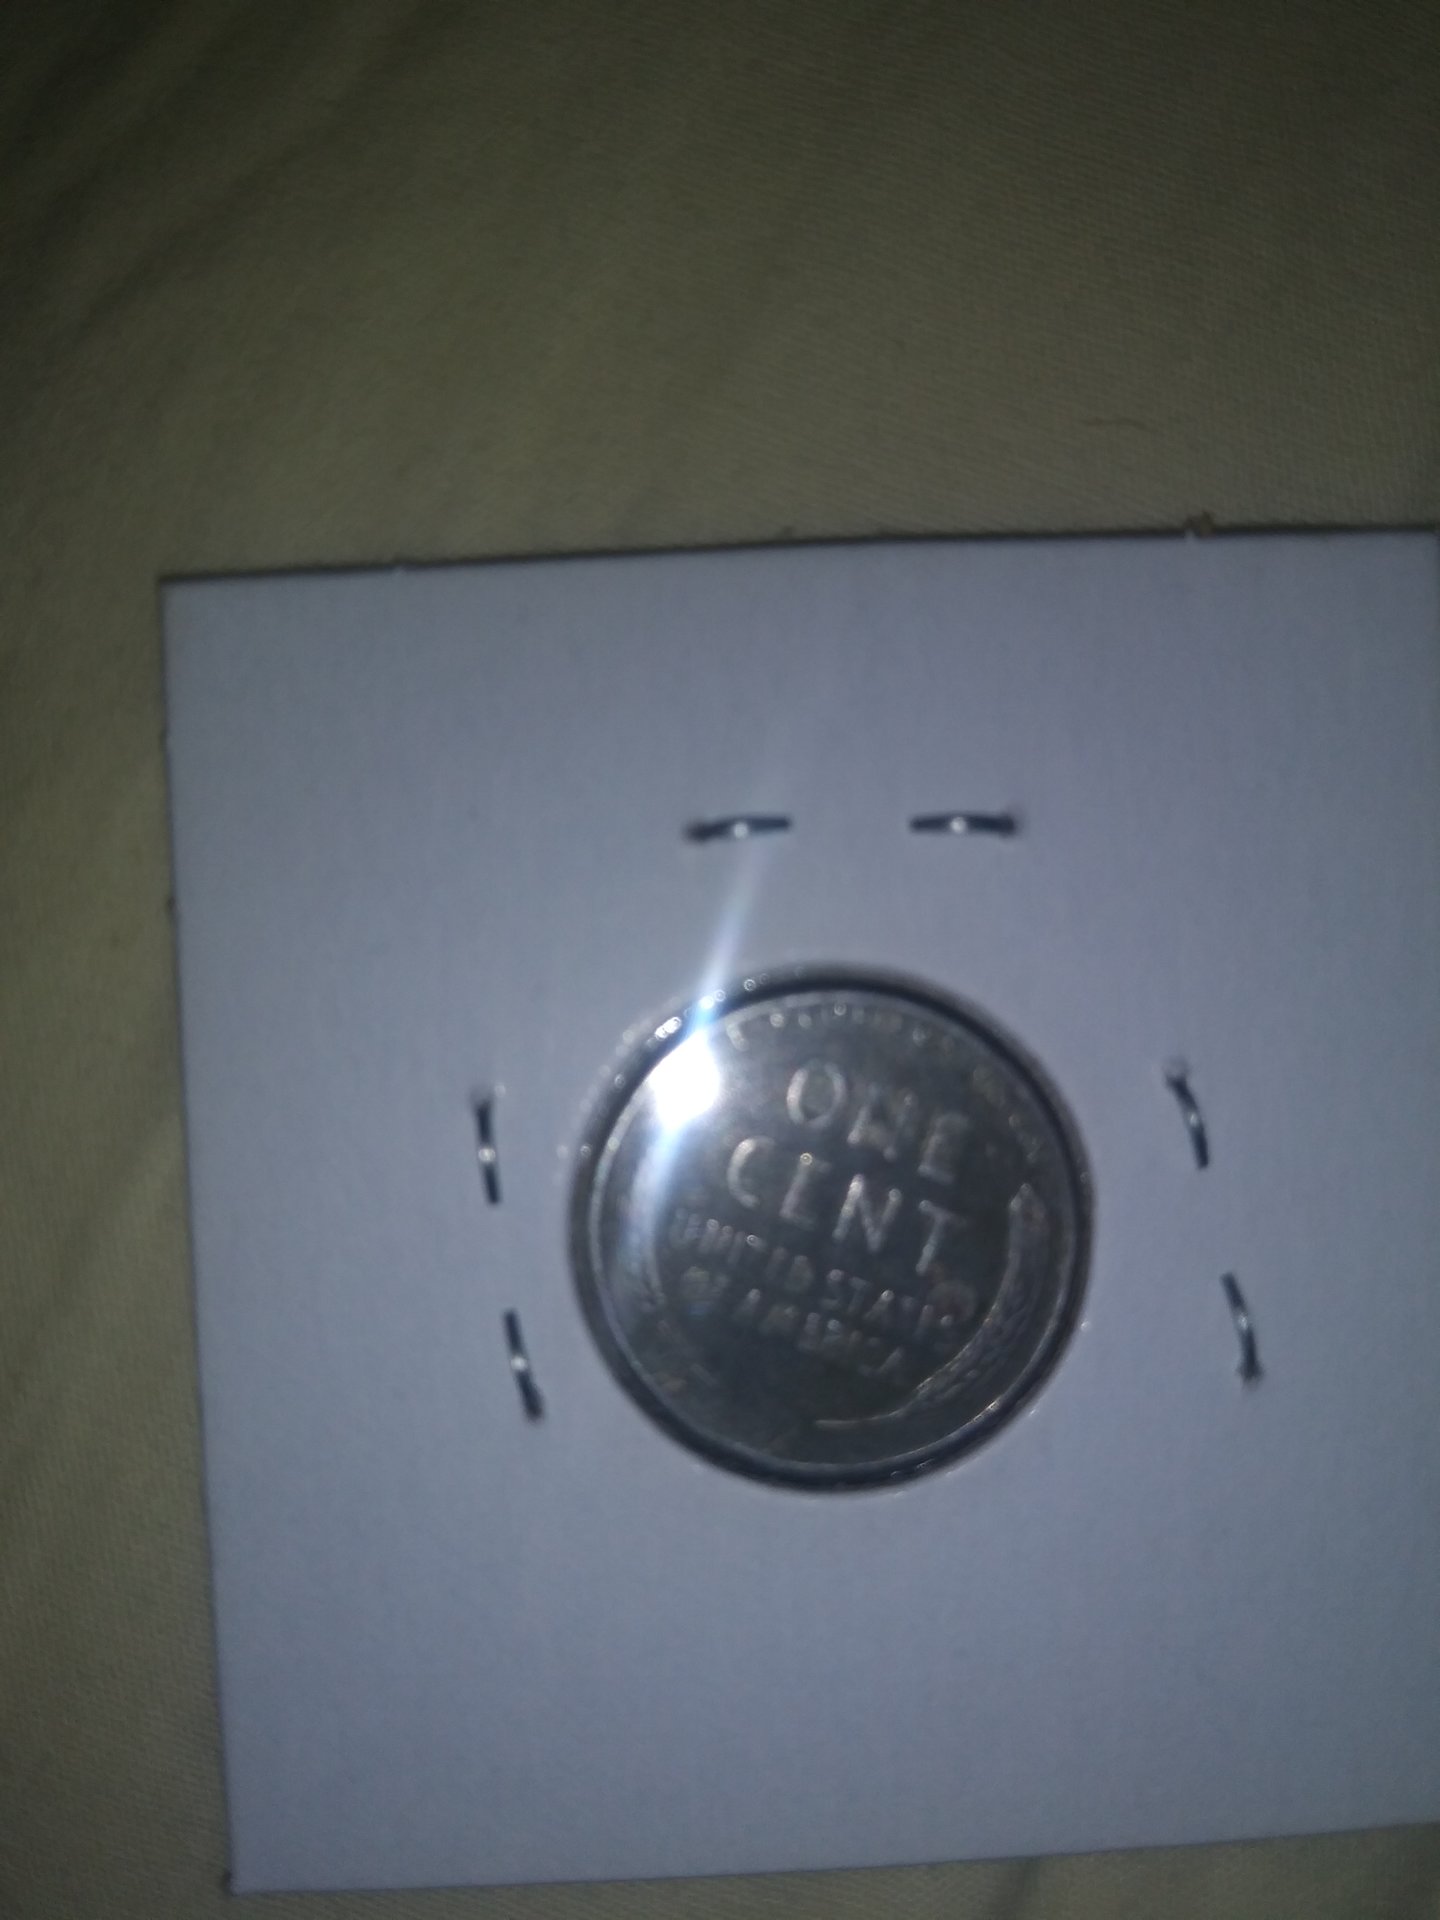 ONE
CENT
UNITED STATES
OF AMERICA